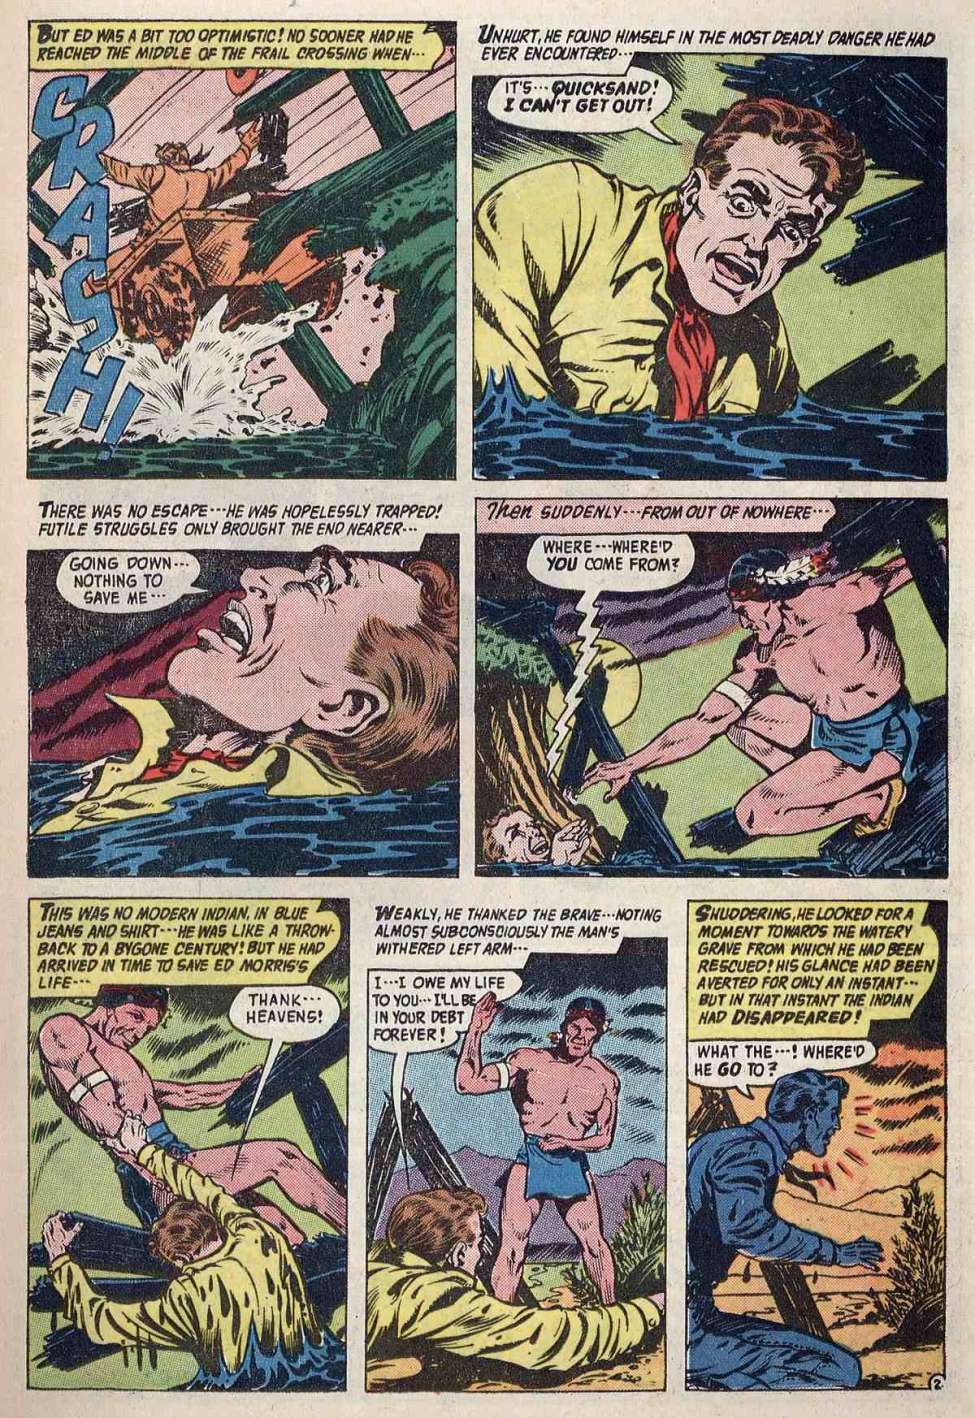 BUT ED WAS A BIT TOO OPTIMISTIC! NO SOONER HAD HE
REACHED THE MIDDLE OF THE FRAIL CROSSING WHEN---
CRASH!
UNHURT, HE FOUND HIMSELF IN THE MOST DEADLY DANGER HE HAD
EVER ENCOUNTERED---
IT'S--- QUICKSAND!
I CAN'T GET OUT!
THERE WAS NO ESCAPE---HE WAS HOPELESSLY TRAPPED!
FUTILE STRUGGLES ONLY BROUGHT THE END NEARER---
GOING DOWN---
NOTHING TO
SAVE ME---
Then SUDDENLY---FROM OUT OF NOWHERE---
WHERE---WHERE'D
YOU COME FROM?
THIS WAS NO MODERN INDIAN, IN BLUE
JEANS AND SHIRT---HE WAS LIKE A THROW-
BACK TO A BYGONE CENTURY! BUT HE HAD
ARRIVED IN TIME TO SAVE ED MORRIS'S
LIFE---
THANK---
HEAVENS!
WEAKLY, HE THANKED THE BRAVE---NOTING
ALMOST SUBCONSCIOUSLY THE MAN'S
WITHERED LEFT ARM---
I---I OWE MY LIFE
TO YOU---I'LL BE
IN YOUR DEBT
FOREVER!
SHUDDERING, HE LOOKED FOR A
MOMENT TOWARDS THE WATERY
GRAVE FROM WHICH HE HAD BEEN
RESCUED! HIS GLANCE HAD BEEN
AVERTED FOR ONLY AN INSTANT---
BUT IN THAT INSTANT THE INDIAN
HAD DISAPPEARED!
WHAT THE---! WHERE'D
HE GO TO?
2